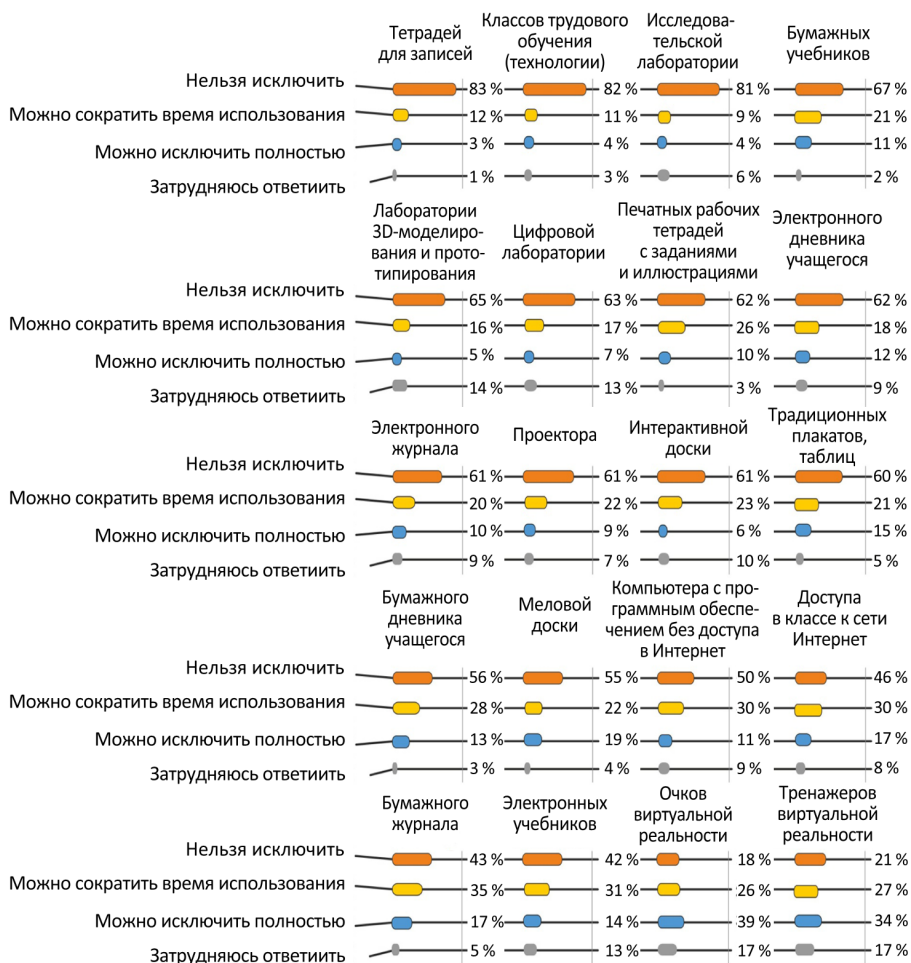 Тетрадей
для записей
Классов трудового
обучения
(технологии)
Исследова-
тельской
лаборатории
Бумажных
учебников
Нельзя исключить 83 % 82 % 81 % 67 %
Можно сократить время использования 12 % 11 % 9 % 21 %
Можно исключить полностью 3 % 4 % 4 % 11 %
Затрудняюсь ответиить 1 % 3 % 6 % 2 %
Лаборатории
3D-моделиро-
вания и прото-
типирования
Цифровой
лаборатории
Печатных рабочих
тетрадей
с заданиями
и иллюстрациями
Электронного
дневника
учащегося
Нельзя исключить 65 % 63 % 62 % 62 %
Можно сократить время использования 16 % 17 % 26 % 18 %
Можно исключить полностью 5 % 7 % 10 % 12 %
Затрудняюсь ответиить 14 % 13 % 3 % 9 %
Электронного
журнала
Проектора
Интерактивной
доски
Традиционных
плакатов,
таблиц
Нельзя исключить 61 % 61 % 61 % 60 %
Можно сократить время использования 20 % 22 % 23 % 21 %
Можно исключить полностью 10 % 9 % 6 % 15 %
Затрудняюсь ответиить 9 % 7 % 10 % 5 %
Бумажного
дневника
учащегося
Меловой
доски
Компьютера с про-
граммным обеспе-
чением без доступа
в Интернет
Доступа
в классе к сети
Интернет
Нельзя исключить 56 % 55 % 50 % 46 %
Можно сократить время использования 28 % 22 % 30 % 30 %
Можно исключить полностью 13 % 19 % 11 % 17 %
Затрудняюсь ответиить 3 % 4 % 9 % 8 %
Бумажного
журнала
Электронных
учебников
Очков
виртуальной
реальности
Тренажеров
виртуальной
реальности
Нельзя исключить 43 % 42 % 18 % 21 %
Можно сократить время использования 35 % 31 % 26 % 27 %
Можно исключить полностью 17 % 14 % 39 % 34 %
Затрудняюсь ответиить 5 % 13 % 17 % 17 %